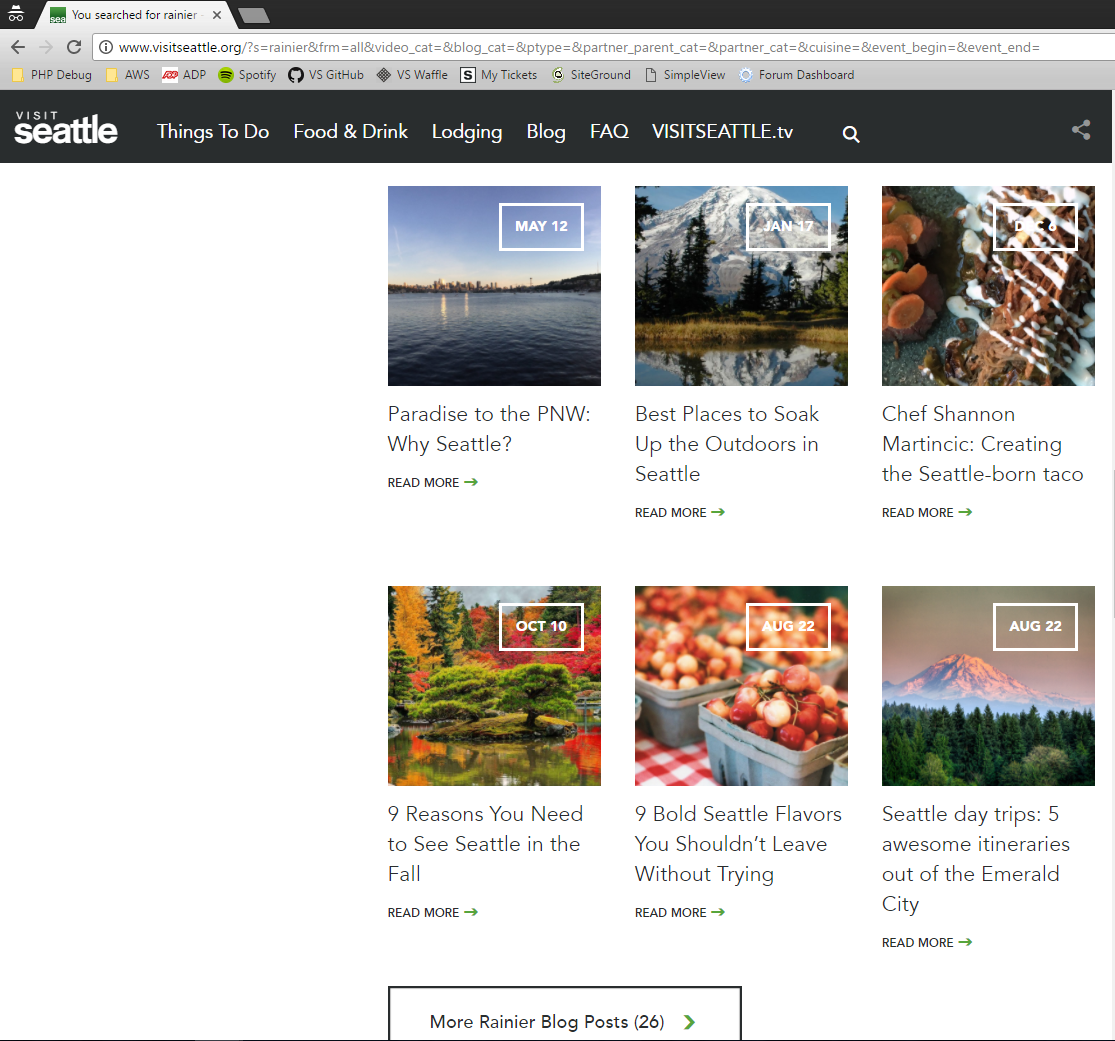 sea
You searched for rainier
www.visitseattle.org/?s=rainier&frm=all&video_cat=&blog_cat=&ptype=&partner_parent_cat=&partner_cat=&cuisine=&event_begin=&event_end=
PHP Debug AWS ADP Spotify VS GitHub VS Waffle S My Tickets SiteGround SimpleView Forum Dashboard
VISIT
seattle
Things To Do Food & Drink Lodging Blog FAQ VISITSEATTLE.tv
MAY 12 JAN 17 DEC 6
Paradise to the PNW:
Why Seattle?
READ MORE
Best Places to Soak
Up the Outdoors in
Seattle
READ MORE
Chef Shannon
Martincic: Creating
the Seattle-born taco
READ MORE
OCT 10 AUG 22 AUG 22
9 Reasons You Need
to See Seattle in the
Fall
READ MORE
9 Bold Seattle Flavors
You Shouldn’t Leave
Without Trying
READ MORE
Seattle day trips: 5
awesome itineraries
out of the Emerald
City
READ MORE
More Rainier Blog Posts (26)